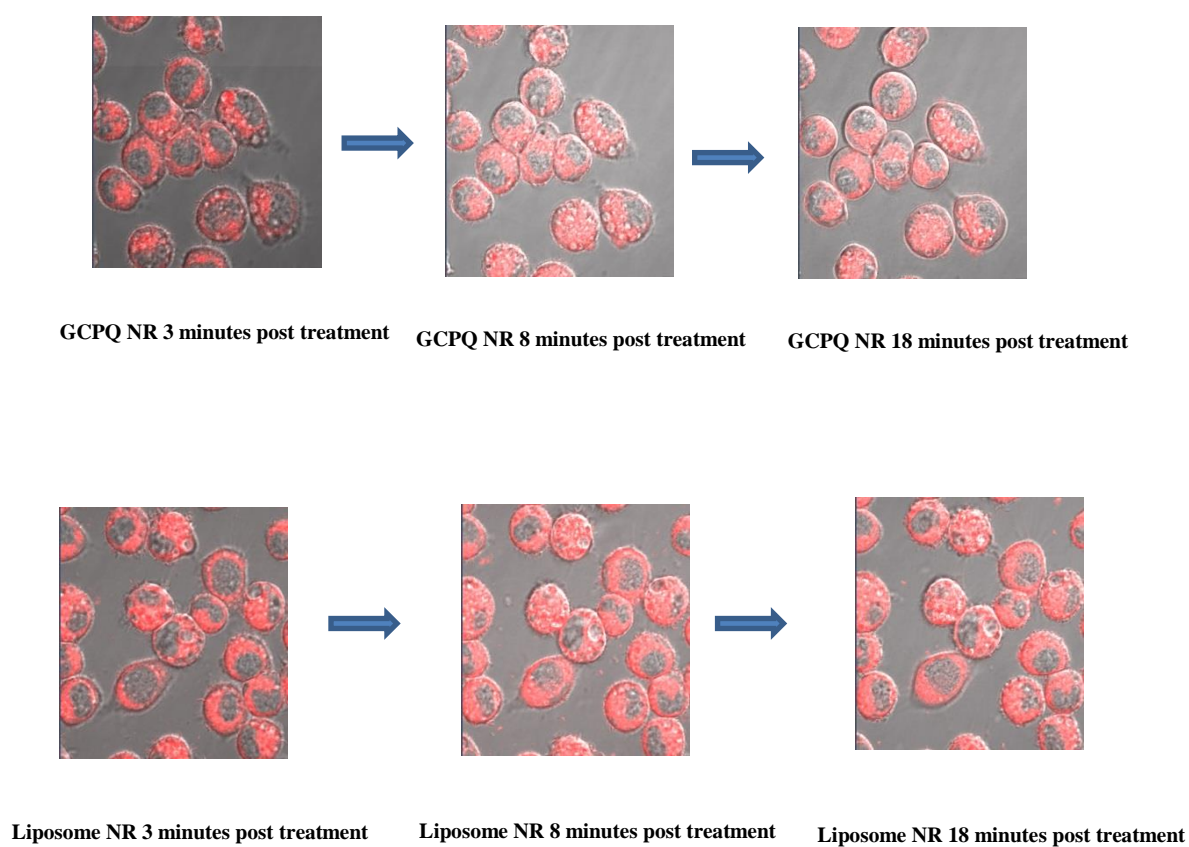 GCPQ NR 3 minutes post treatment
GCPQ NR 8 minutes post treatment
GCPQ NR 18 minutes post treatment
Liposome NR 3 minutes post treatment
Liposome NR 8 minutes post treatment
Liposome NR 18 minutes post treatment